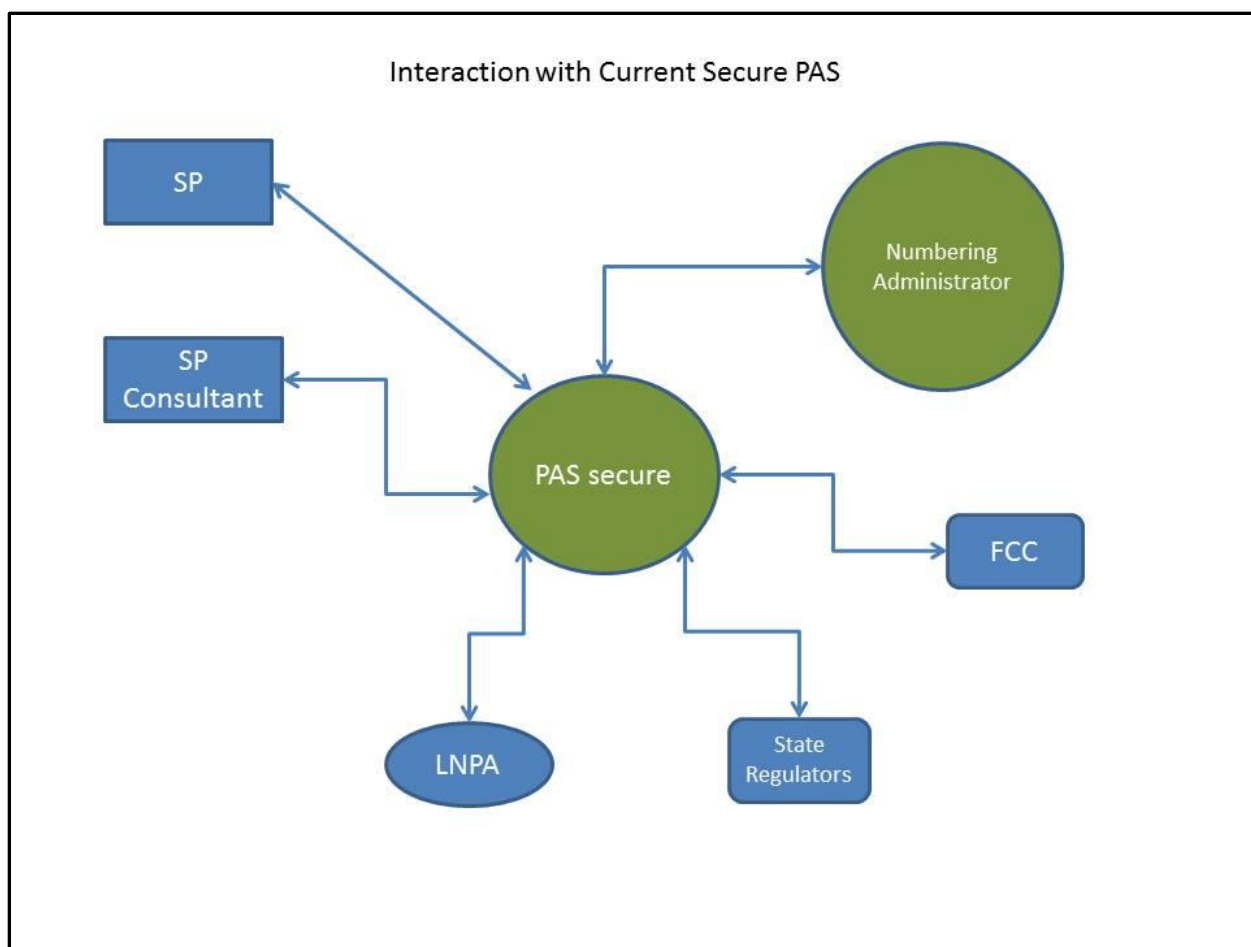 Interaction with Current Secure PAS
SP
Numbering
Administrator
SP
Consultant
PAS secure
FCC
LNPA
State
Regulators